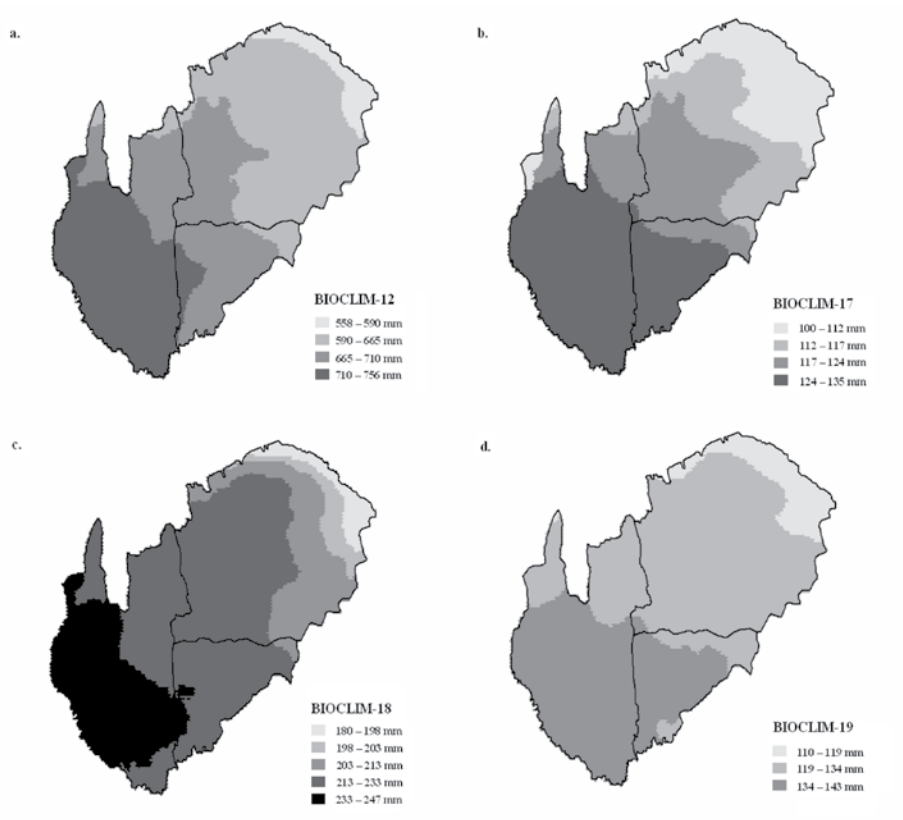 a.
b.
BIOCLIM-12
558 – 590 mm
590 – 665 mm
665 – 710 mm
710 – 756 mm
BIOCLIM-17
100 – 112 mm
112 – 117 mm
117 – 124 mm
124 – 135 mm
c.
d.
BIOCLIM-18
180 – 198 mm
198 – 203 mm
203 – 213 mm
213 – 233 mm
233 – 247 mm
BIOCLIM-19
110 – 119 mm
119 – 134 mm
134 – 143 mm